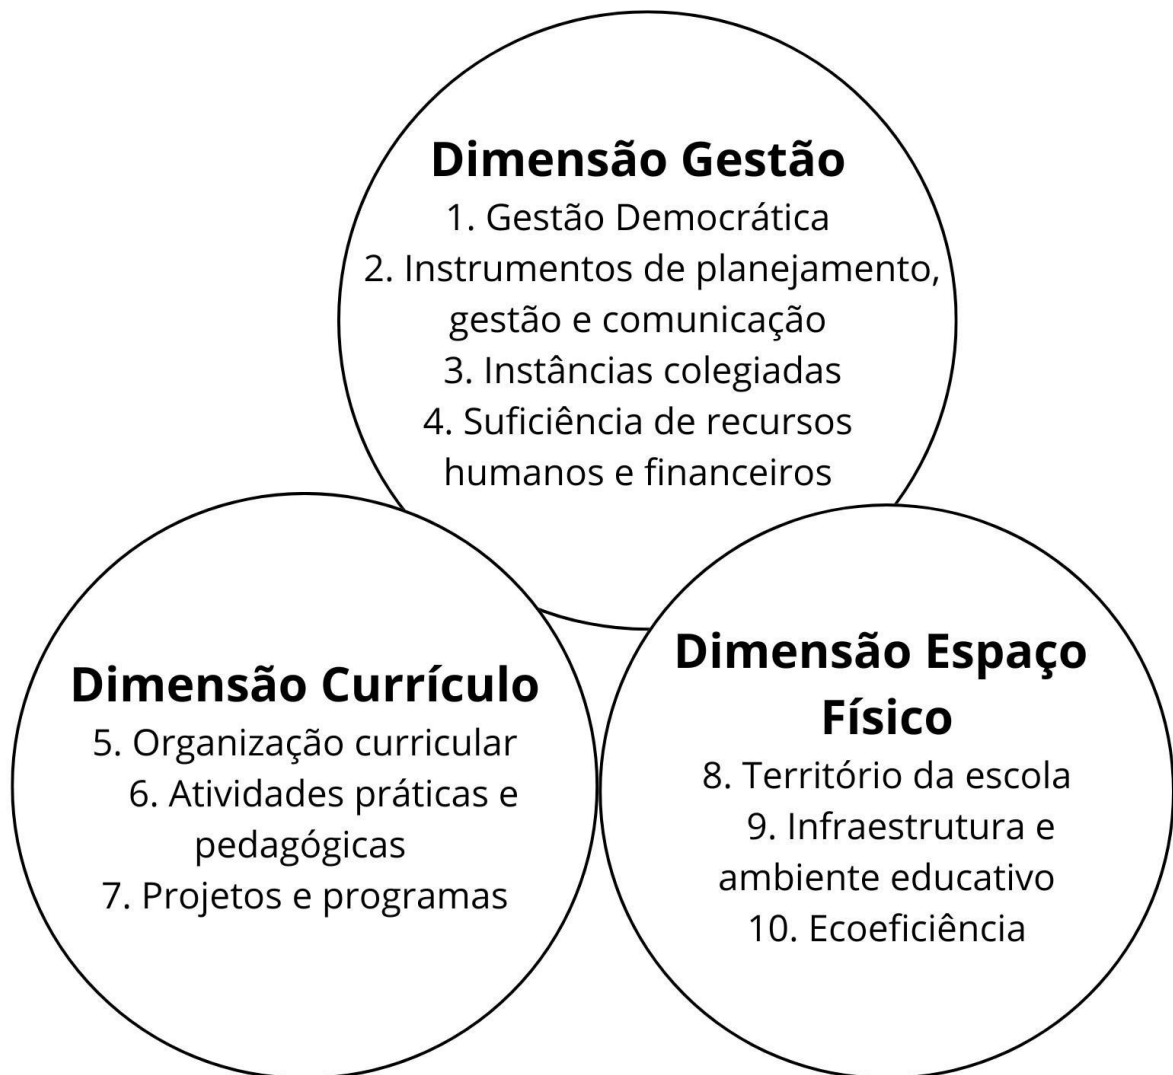 Dimensão Gestão
1. Gestão Democrática
2. Instrumentos de planejamento,
gestão e comunicação
3. Instâncias colegiadas
4. Suficiência de recursos
humanos e financeiros
Dimensão Currículo
5. Organização curricular
6. Atividades práticas e
pedagógicas
7. Projetos e programas
Dimensão Espaço
Físico
8. Território da escola
9. Infraestrutura e
ambiente educativo
10. Ecoeficiência